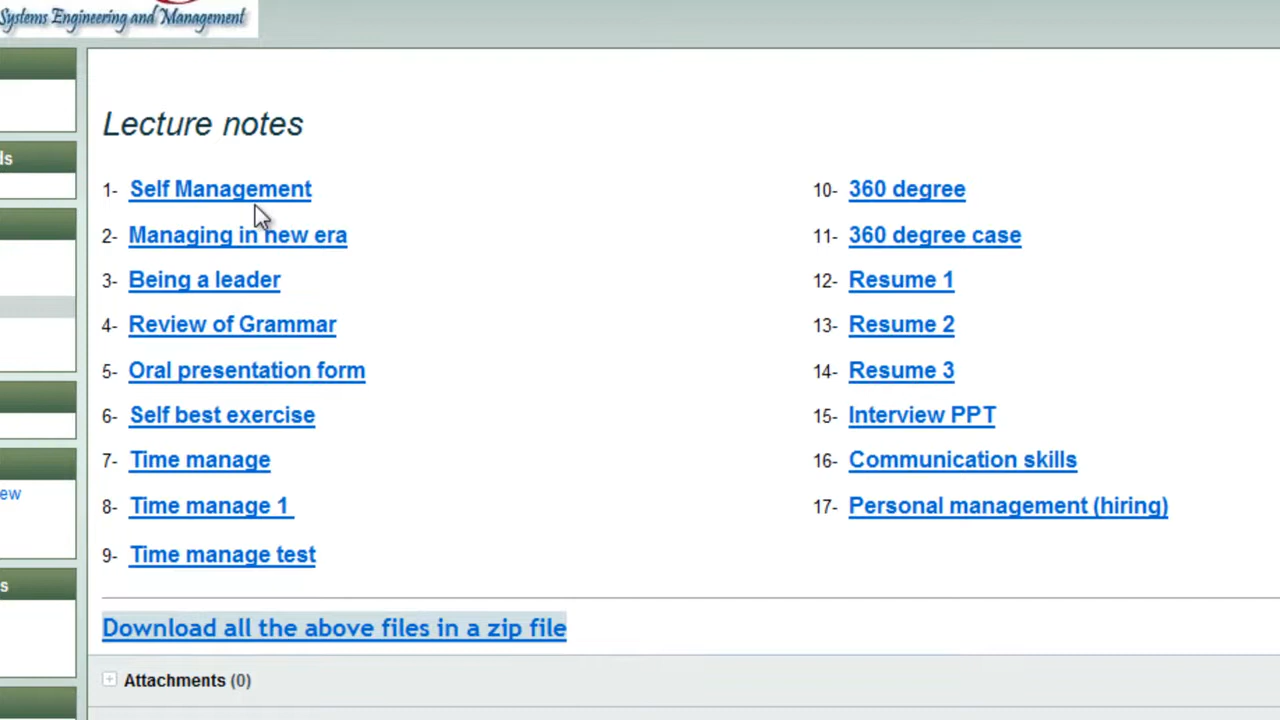 Systems Engineering and Management
Lecture notes
1- Self Management
2- Managing in new era
3- Being a leader
4- Review of Grammar
5- Oral presentation form
6- Self best exercise
7- Time manage
8- Time manage 1
9- Time manage test
10- 360 degree
11- 360 degree case
12- Resume 1
13- Resume 2
14- Resume 3
15- Interview PPT
16- Communication skills
17- Personal management (hiring)
Download all the above files in a zip file
Attachments (0)